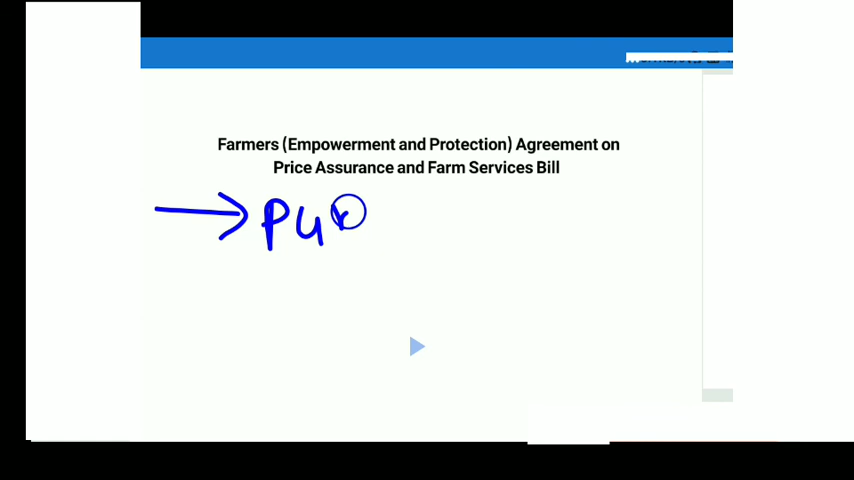 Farmers (Empowerment and Protection) Agreement on
Price Assurance and Farm Services Bill